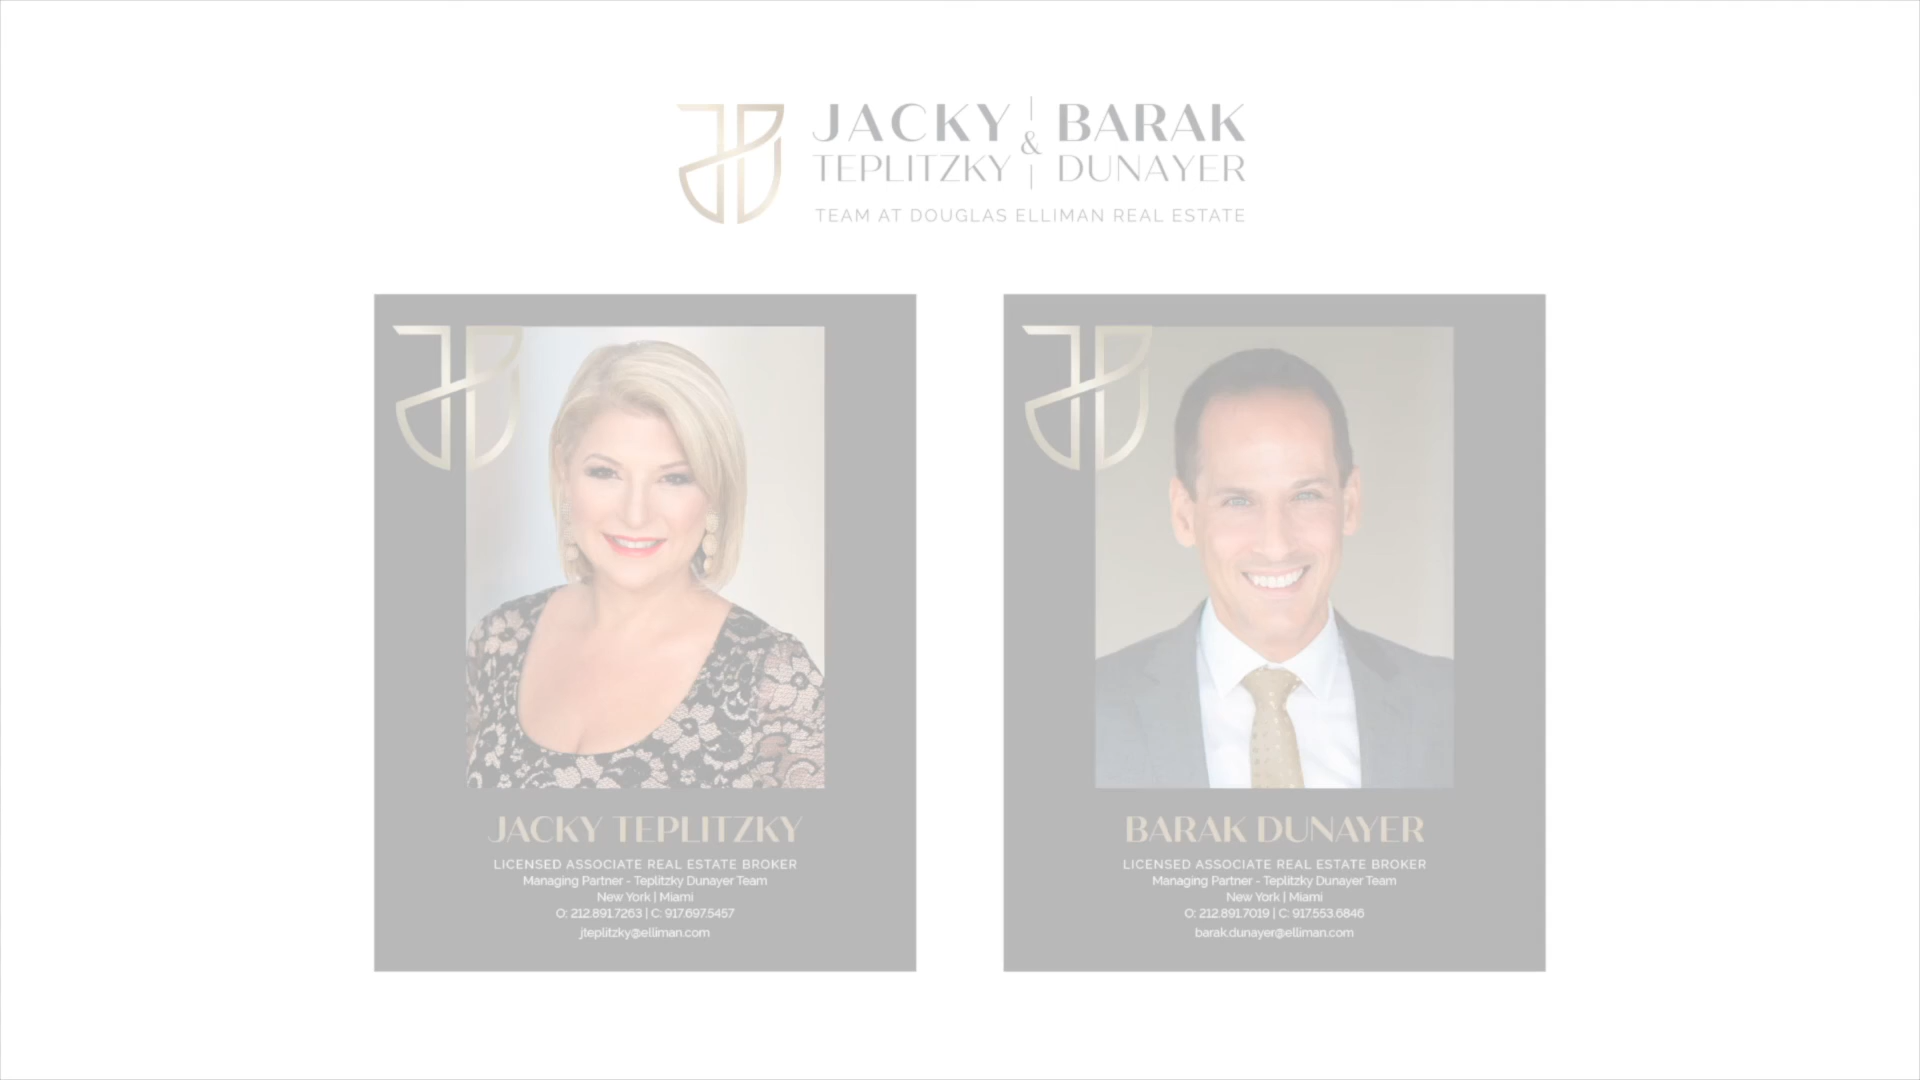 JACKY & BARAK
TEPLITZKY DUNAYER
TEAM AT DOUGLAS ELLIMAN REAL ESTATE
JACKY TEPLITZKY
LICENSED ASSOCIATE REAL ESTATE BROKER
Managing Partner - Teplitzky Dunayer Team
New York | Miami
O: 212.891.7263 | C: 917.697.5457
jteplitzky@elliman.com
BARAK DUNAYER
LICENSED ASSOCIATE REAL ESTATE BROKER
Managing Partner - Teplitzky Dunayer Team
New York | Miami
O: 212.891.7019 | C: 917.553.6846
barak.dunayer@elliman.com